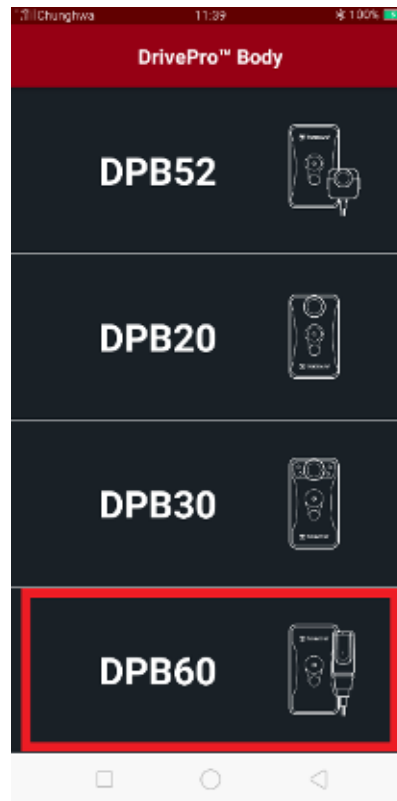 Chunghwa 11:39 100%
DrivePro™ Body
DPB52
DPB20
DPB30
DPB60